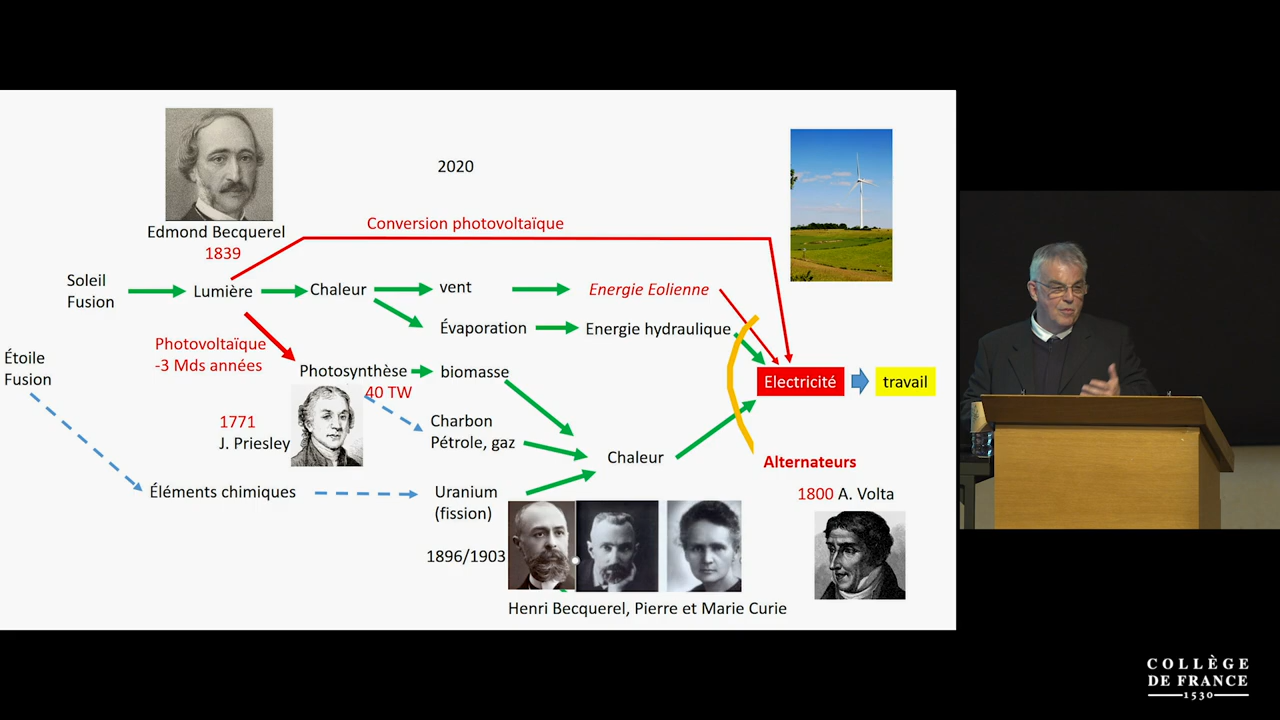 2020
Edmond Becquerel
1839
Conversion photovoltaïque
Soleil
Fusion
Lumière
Chaleur
vent
Energie Eolienne
Évaporation
Energie hydraulique
Photovoltaïque
-3 Mds années
Étoile
Fusion
Photosynthèse
biomasse
40 TW
Electricité
travail
1771
J. Priesley
Charbon
Pétrole, gaz
Chaleur
Alternateurs
Éléments chimiques
Uranium
(fission)
1800 A. Volta
1896/1903
Henri Becquerel, Pierre et Marie Curie
COLLÈGE
DE FRANCE
1530